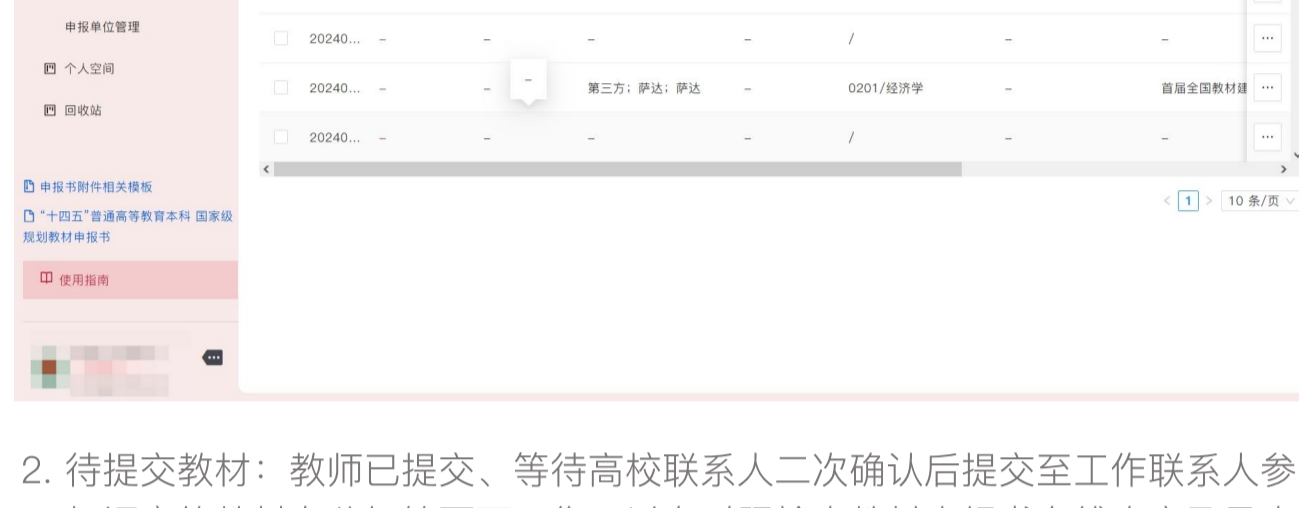 申报单位管理
20240... - - - - / - - ...
个人空间
-
20240... - - 第三方；萨达；萨达 - 0201/经济学 - 首届全国教材建 ...
回收站
20240... - - - - / - - ...
申报书附件相关模板
< 1 > 10 条/页
“十四五”普通高等教育本科 国家级
规划教材申报书
使用指南
2. 待提交教材：教师已提交、等待高校联系人二次确认后提交至工作联系人参